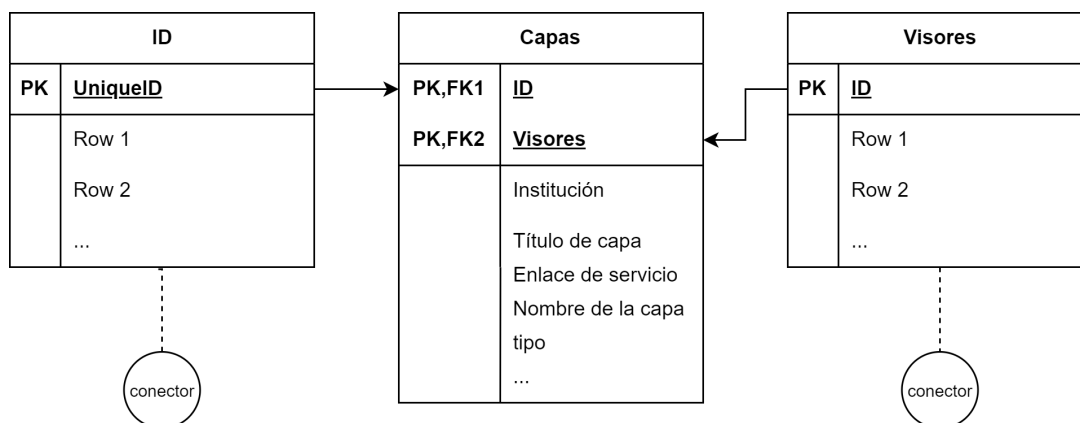 ID
PK UniqueID
Row 1
Row 2
...
conector
Capas
PK,FK1 ID
PK,FK2 Visores
Institución
Título de capa
Enlace de servicio
Nombre de la capa
tipo
...
Visores
PK ID
Row 1
Row 2
...
conector